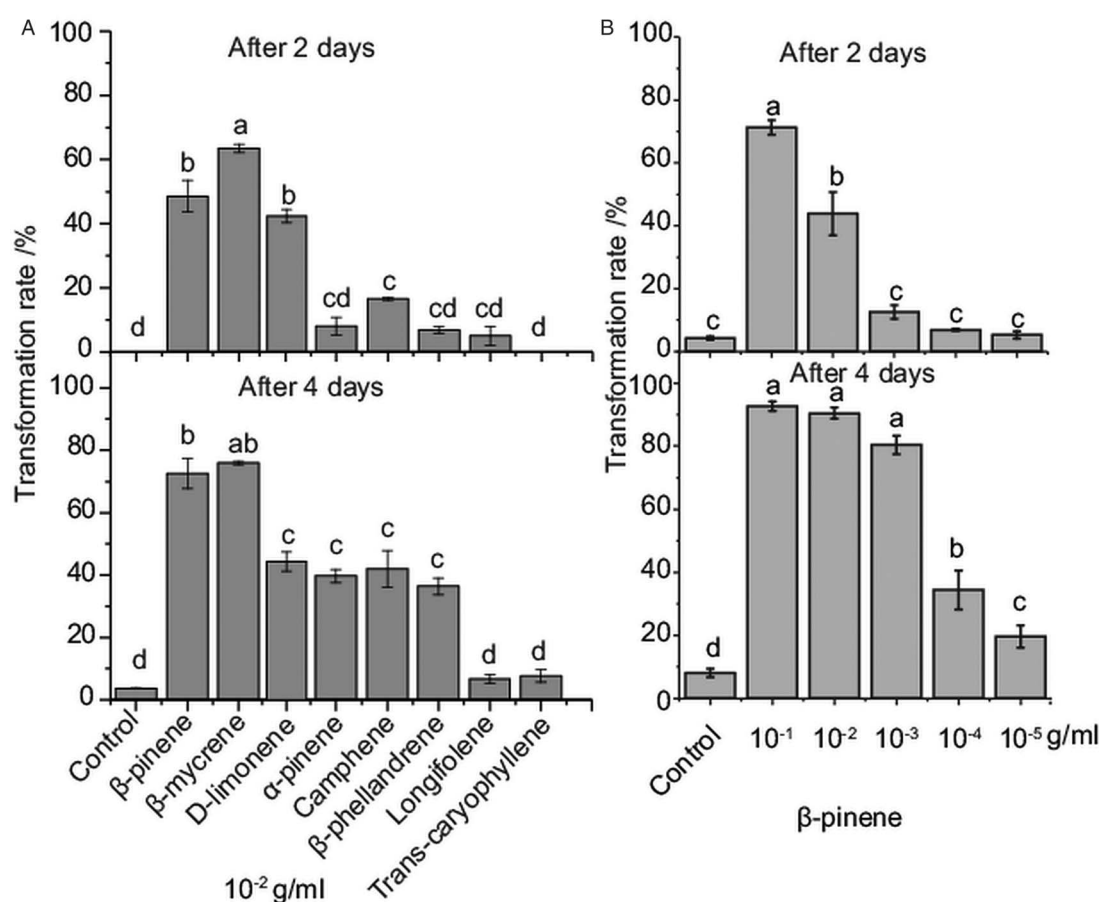 A
Transformation rate /%
After 2 days
100
80
60
40
20
0
d
b
a
b
cd
c
cd
cd
d
After 4 days
100
80
60
40
20
0
d
b
ab
c
c
c
c
d
d
Control
β-pinene
β-mycrene
D-limonene
α-pinene
Camphene
β-phellandrene
Longifolene
Trans-caryophyllene
10⁻² g/ml
B
Transformation rate /%
After 2 days
100
80
60
40
20
0
c
a
b
c
c
c
After 4 days
100
80
60
40
20
0
d
a
a
a
b
c
Control
10⁻¹ 10⁻² 10⁻³ 10⁻⁴ 10⁻⁵ g/ml
β-pinene